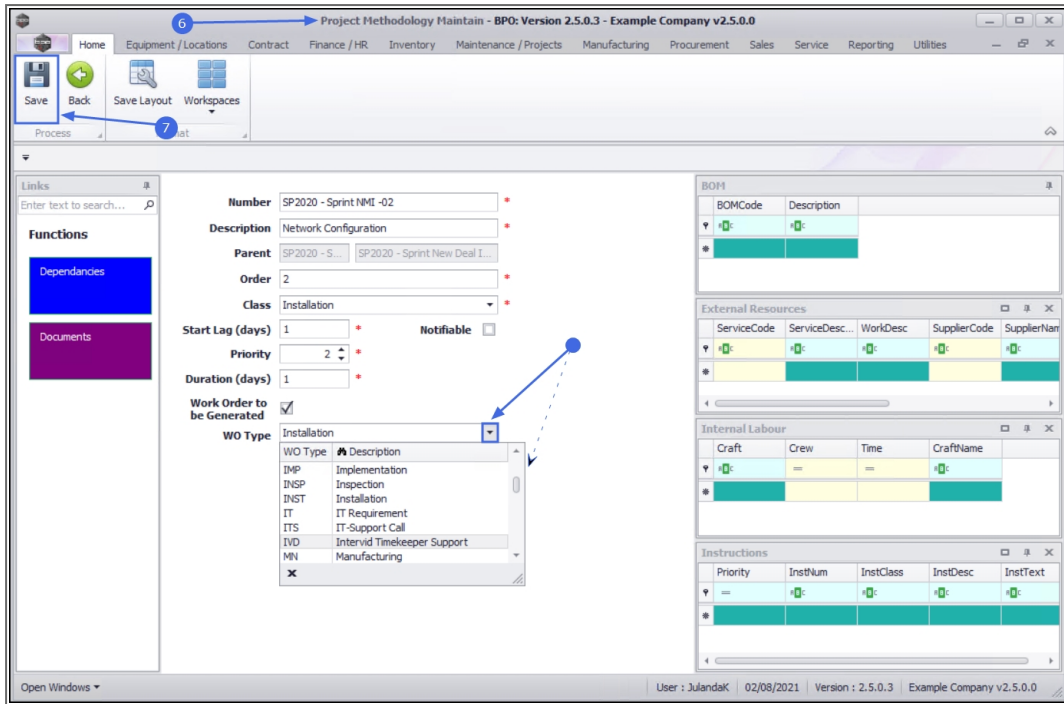 6
Project Methodology Maintain - BPO: Version 2.5.0.3 - Example Company v2.5.0.0
Home Equipment / Locations Contract Finance / HR Inventory Maintenance / Projects Manufacturing Procurement Sales Service Reporting Utilities
Save Back Save Layout Workspaces
7
Process mat
Links
Enter text to search...
Functions
Dependancies
Documents
Number SP2020 - Sprint NMI -02 *
Description Network Configuration *
Parent SP2020 - S... SP2020 - Sprint New Deal I...
Order 2 *
Class Installation *
Start Lag (days) 1 * Notifiable
Priority 2 *
Duration (days) 1 *
Work Order to
be Generated
WO Type Installation
WO Type Description
IMP Implementation
INSP Inspection
INST Installation
IT IT Requirement
ITS IT-Support Call
IVD Intervid Timekeeper Support
MN Manufacturing
BOM
BOMCode Description
External Resources
ServiceCode ServiceDesc... WorkDesc SupplierCode SupplierNam
Internal Labour
Craft Crew Time CraftName
= =
Instructions
Priority InstNum InstClass InstDesc InstText
=
Open Windows User : JulandaK 02/08/2021 Version : 2.5.0.3 Example Company v2.5.0.0